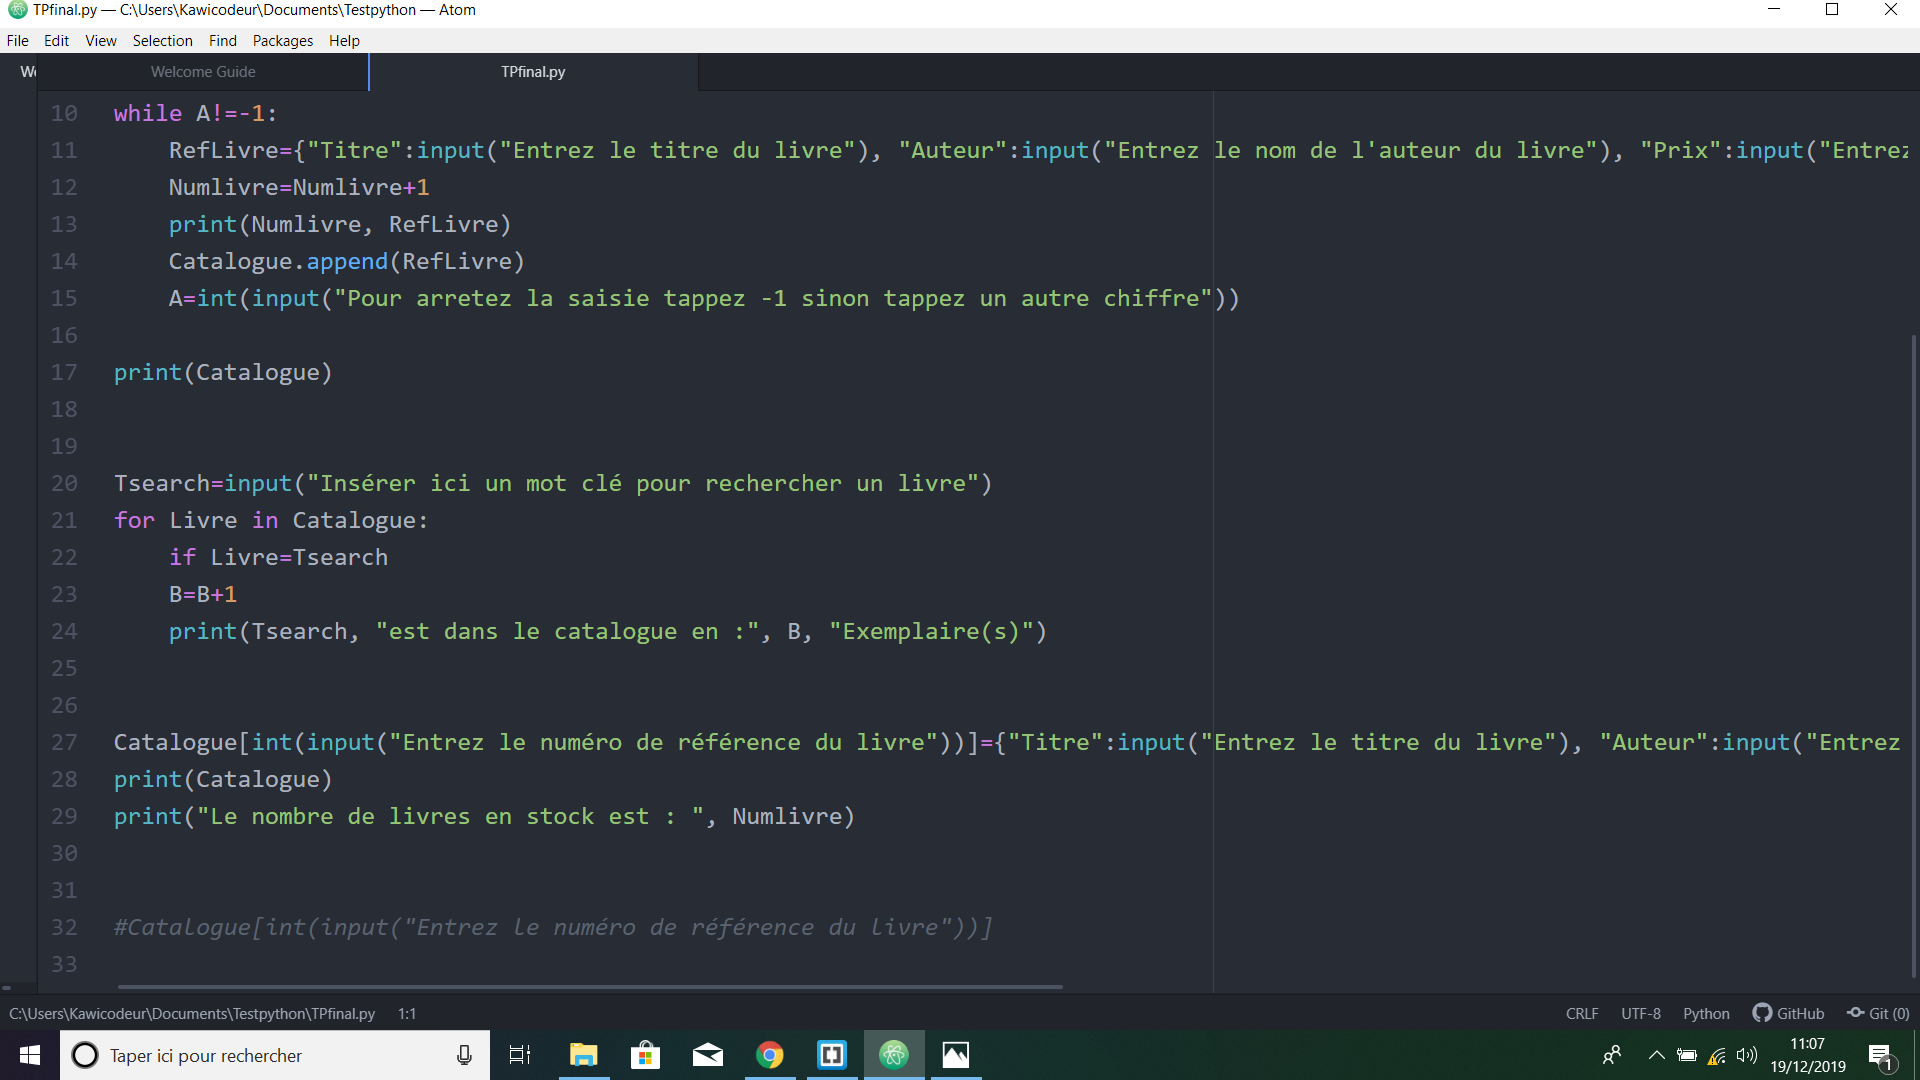 TPfinal.py — C:\Users\Kawicodeur\Documents\Testpython — Atom
File Edit View Selection Find Packages Help
Welcome Guide TPfinal.py
10 while A!=-1:
11 RefLivre={"Titre":input("Entrez le titre du livre"), "Auteur":input("Entrez le nom de l'auteur du livre"), "Prix":input("Entrez
12 Numlivre=Numlivre+1
13 print(Numlivre, RefLivre)
14 Catalogue.append(RefLivre)
15 A=int(input("Pour arretez la saisie tappez -1 sinon tappez un autre chiffre"))
16
17 print(Catalogue)
18
19
20 Tsearch=input("Insérer ici un mot clé pour rechercher un livre")
21 for Livre in Catalogue:
22 if Livre=Tsearch
23 B=B+1
24 print(Tsearch, "est dans le catalogue en :", B, "Exemplaire(s)")
25
26
27 Catalogue[int(input("Entrez le numéro de référence du livre"))]={"Titre":input("Entrez le titre du livre"), "Auteur":input("Entrez
28 print(Catalogue)
29 print("Le nombre de livres en stock est : ", Numlivre)
30
31
32 #Catalogue[int(input("Entrez le numéro de référence du livre"))]
33
C:\Users\Kawicodeur\Documents\Testpython\TPfinal.py 1:1 CRLF UTF-8 Python GitHub Git (0)
Taper ici pour rechercher
11:07
19/12/2019
1